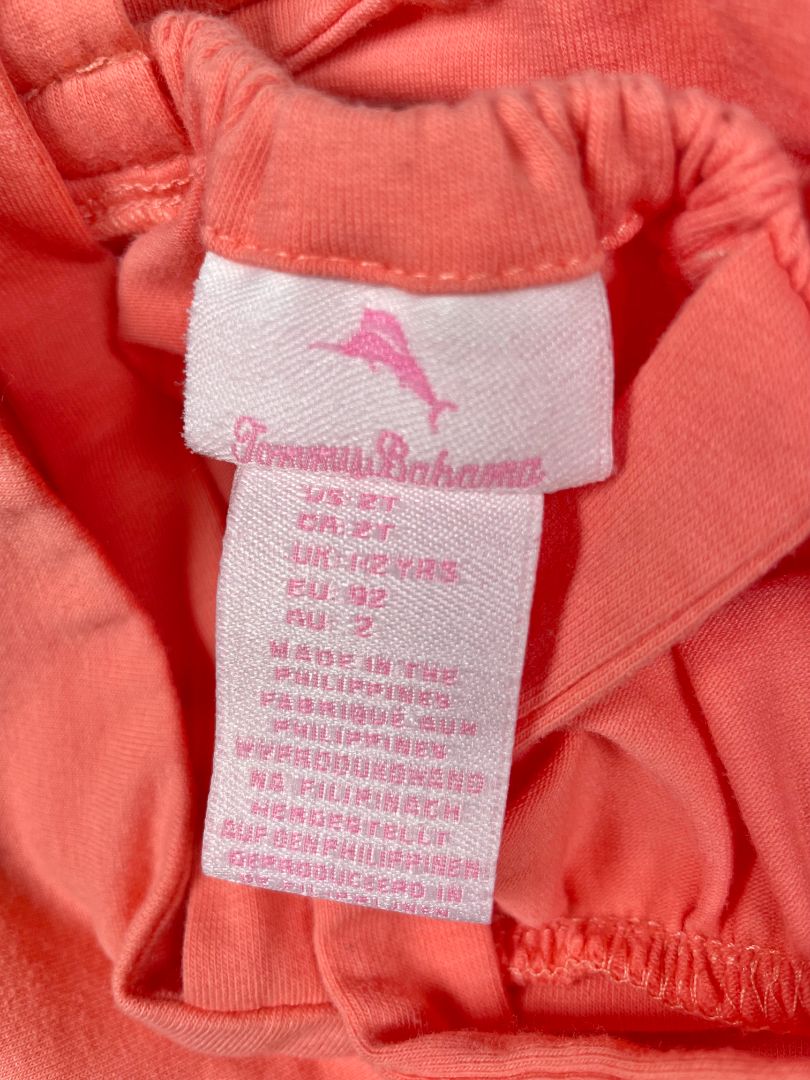 Tommy Bahama
US: 2T
CA: 2T
UK: 1-2 YRS
EU: 92
AU: 2
MADE IN THE
PHILIPPINES
FABRIQUÉ AUX
PHILIPPINES
WYPRODUKOWANO
NA FILIPINACH
HERGESTELLT
AUF DEN PHILIPPINEN
GEPRODUCEERD IN